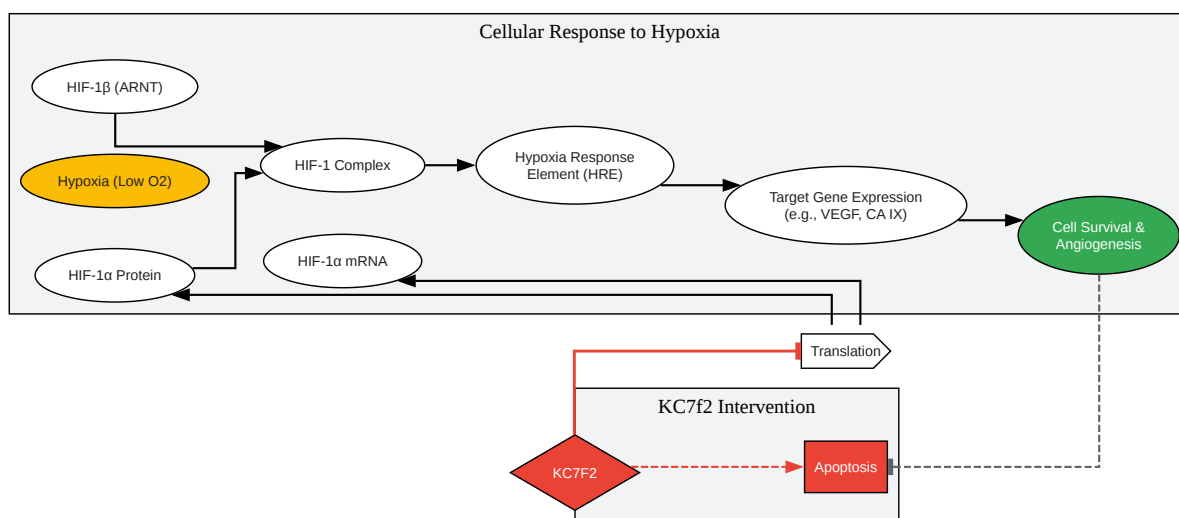 Cellular Response to Hypoxia
HIF-1β (ARNT)
Hypoxia (Low O2)
HIF-1α Protein
HIF-1 Complex
HIF-1α mRNA
Hypoxia Response
Element (HRE)
Target Gene Expression
(e.g., VEGF, CA IX)
Cell Survival &
Angiogenesis
Translation
KC7f2 Intervention
KC7F2
Apoptosis